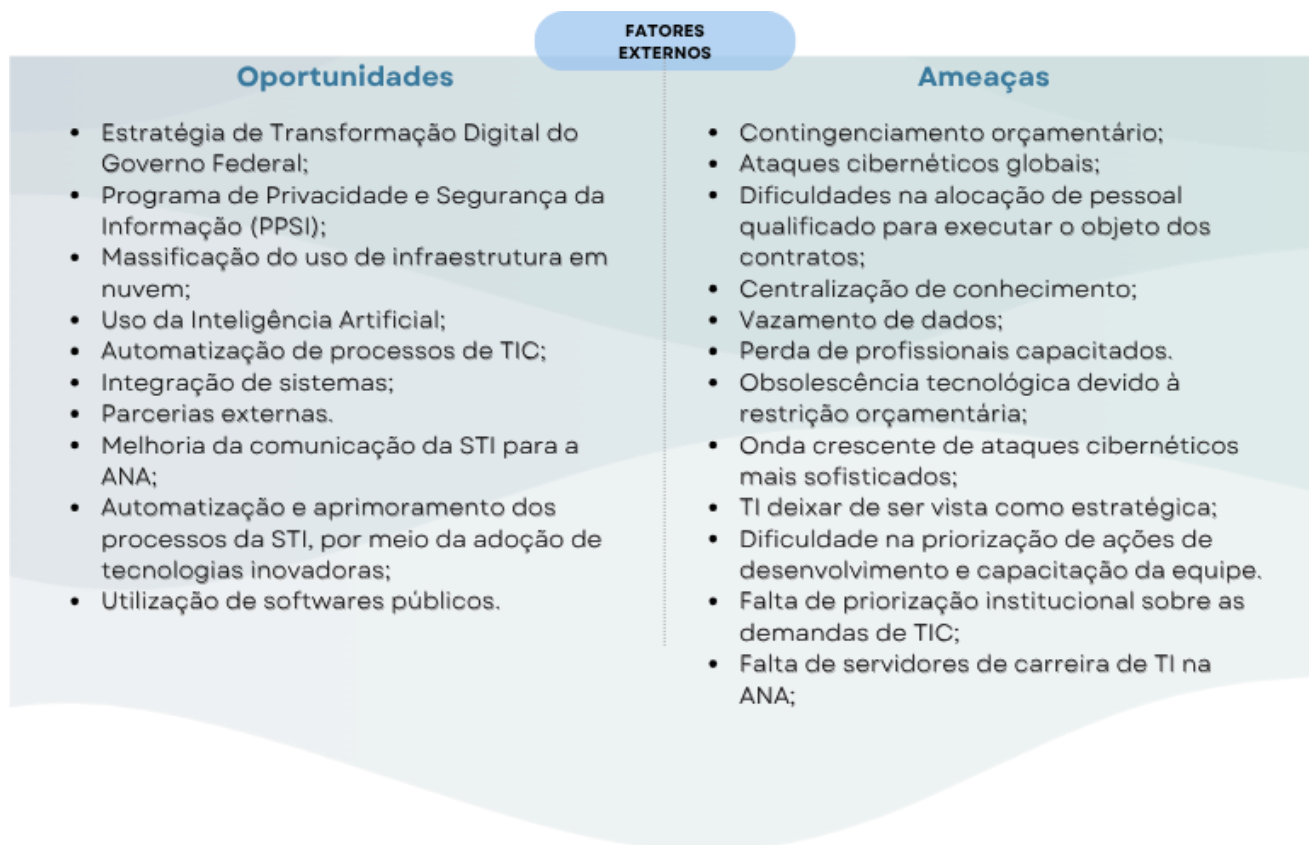 FATORES
EXTERNOS
Oportunidades
• Estratégia de Transformação Digital do
Governo Federal;
• Programa de Privacidade e Segurança da
Informação (PPSI);
• Massificação do uso de infraestrutura em
nuvem;
• Uso da Inteligência Artificial;
• Automatização de processos de TIC;
• Integração de sistemas;
• Parcerias externas.
• Melhoria da comunicação da STI para a
ANA;
• Automatização e aprimoramento dos
processos da STI, por meio da adoção de
tecnologias inovadoras;
• Utilização de softwares públicos.
Ameaças
• Contingenciamento orçamentário;
• Ataques cibernéticos globais;
• Dificuldades na alocação de pessoal
qualificado para executar o objeto dos
contratos;
• Centralização de conhecimento;
• Vazamento de dados;
• Perda de profissionais capacitados.
• Obsolescência tecnológica devido à
restrição orçamentária;
• Onda crescente de ataques cibernéticos
mais sofisticados;
• TI deixar de ser vista como estratégica;
• Dificuldade na priorização de ações de
desenvolvimento e capacitação da equipe.
• Falta de priorização institucional sobre as
demandas de TIC;
• Falta de servidores de carreira de TI na
ANA;